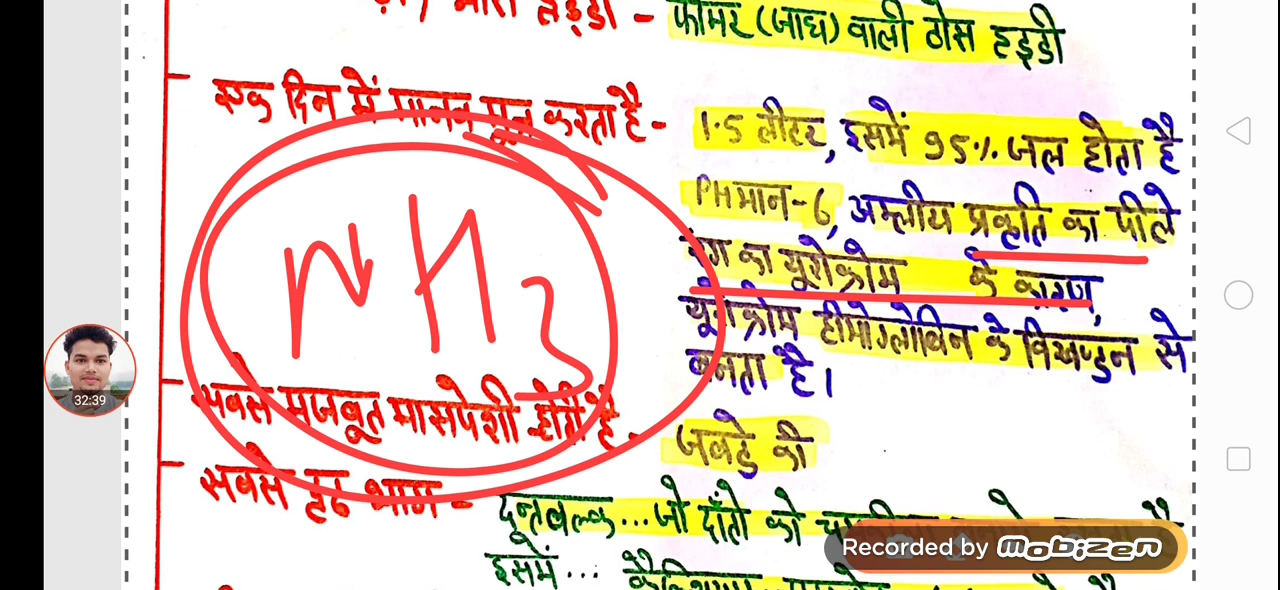 हड्डी - फीमर (जांघ) वाली ठोस हड्डी
एक दिन में मानव मूत्र करता है - 1.5 लीटर, इसमें 95% जल होता है
PH मान - 6, अम्लीय प्रकृति का पीले
रंग का यूरोक्रोम के कारण,
यूरोक्रोम हीमोग्लोबिन के विखण्डन से
बनता है।
NH3
सबसे मजबूत मांसपेशी होती है - जबड़े की
सबसे दृढ़ भाग - दन्तवल्क... जो दाँतों को
इसमें...
32:39
Recorded by mobizen